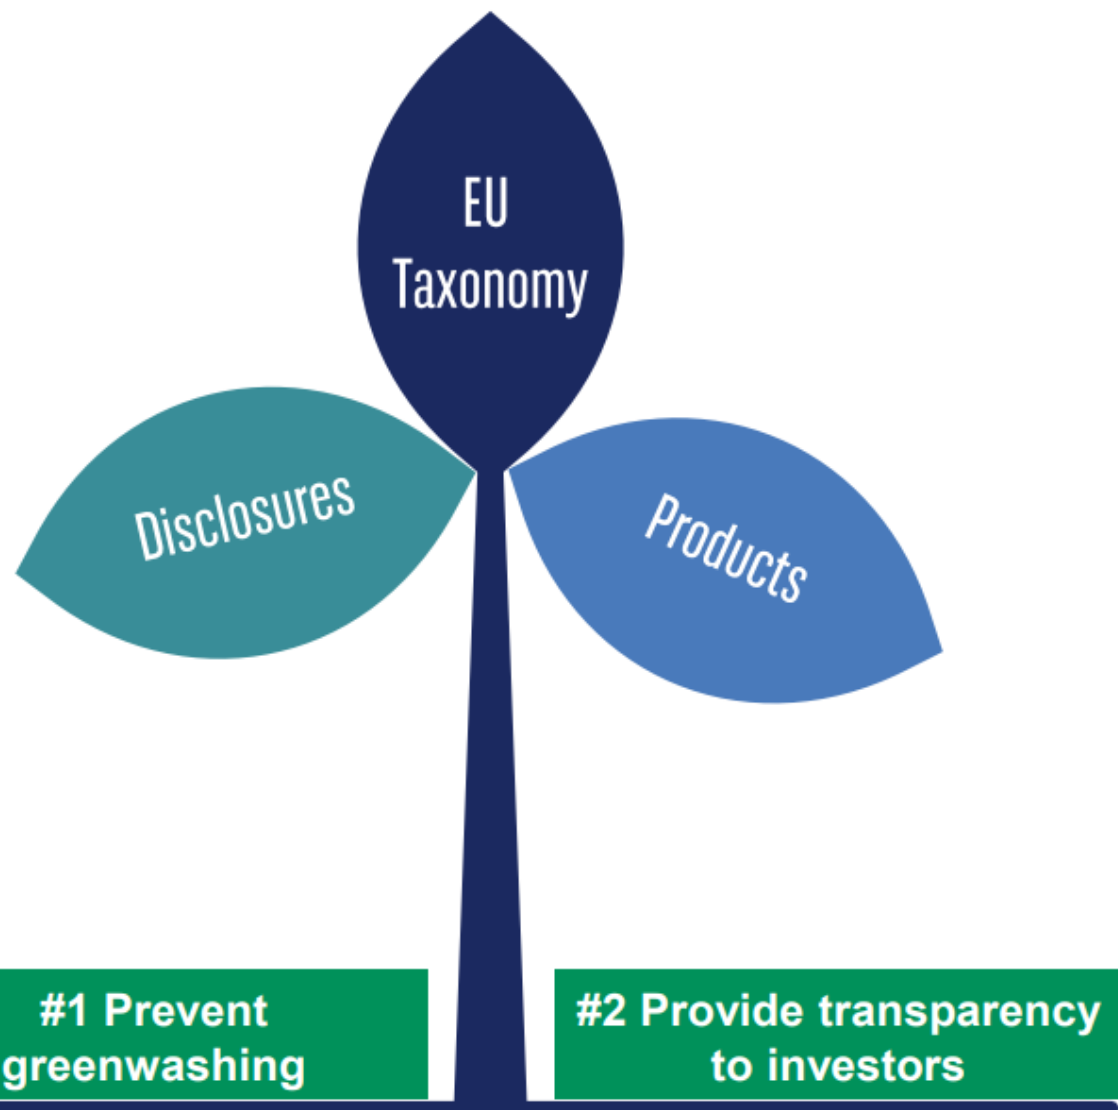 EU
Taxonomy
Disclosures
Products
#1 Prevent
greenwashing
#2 Provide transparency
to investors